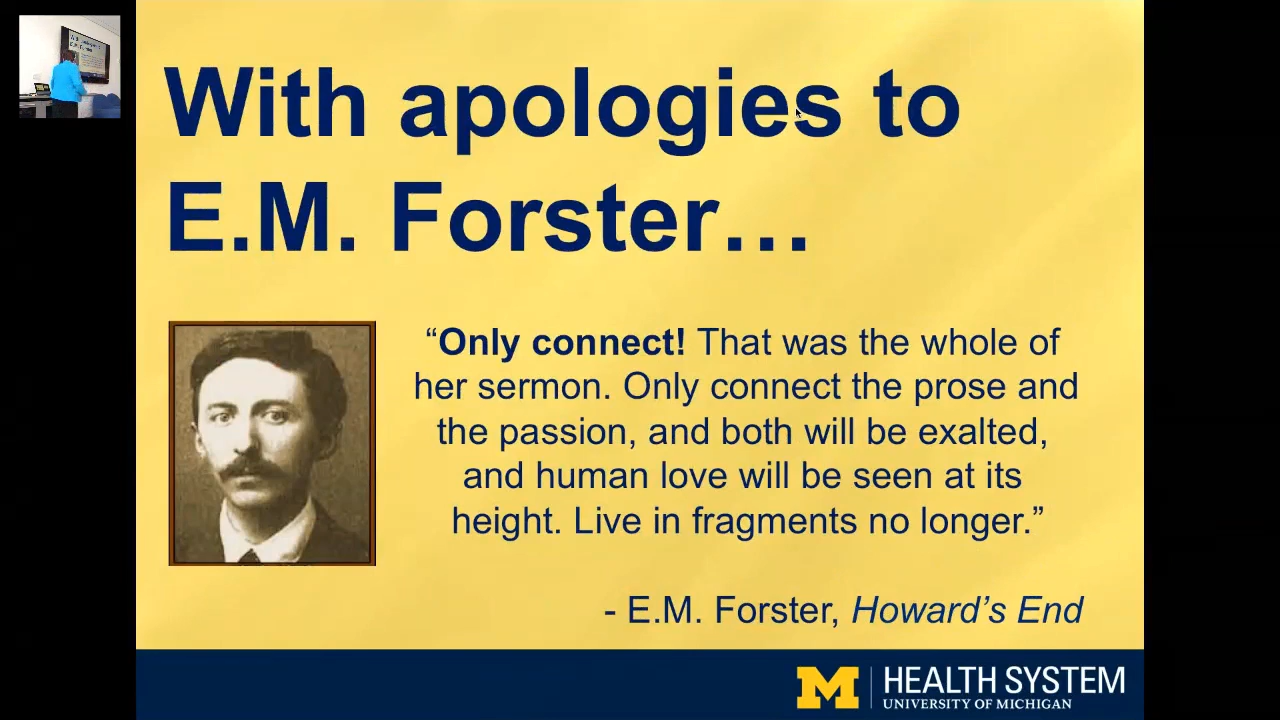 With apologies to
E.M. Forster…
“Only connect! That was the whole of
her sermon. Only connect the prose and
the passion, and both will be exalted,
and human love will be seen at its
height. Live in fragments no longer.”
- E.M. Forster, Howard’s End
M HEALTH SYSTEM
UNIVERSITY OF MICHIGAN